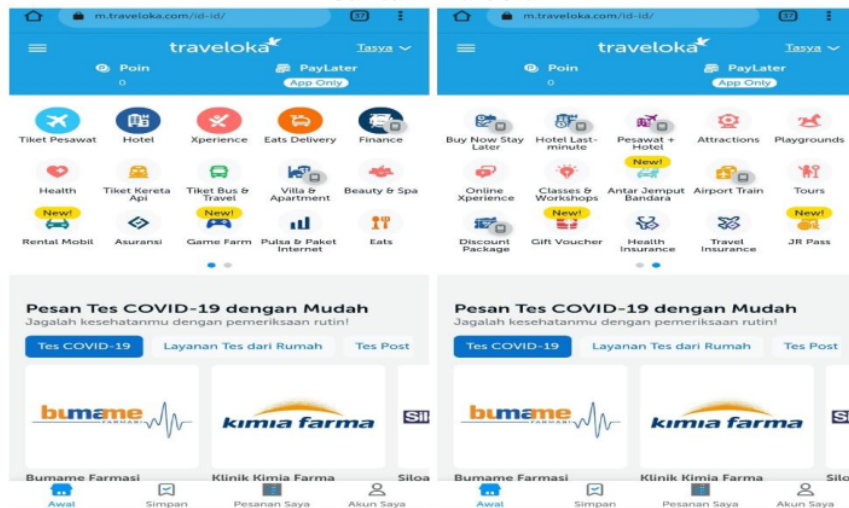 m.traveloka.com/id-id/
37
traveloka
Tasya
Poin
0
PayLater
App Only
Tiket Pesawat
Hotel
Xperience
Eats Delivery
Finance
Health
Tiket Kereta
Api
Tiket Bus &
Travel
Villa &
Apartment
Beauty & Spa
New!
New!
Rental Mobil
Asuransi
Game Farm
Pulsa & Paket
Internet
Eats
Pesan Tes COVID-19 dengan Mudah
Jagalah kesehatanmu dengan pemeriksaan rutin!
Tes COVID-19
Layanan Tes dari Rumah
Tes Post
bumame
FARMASI
kimia farma
Sil
Bumame Farmasi
Klinik Kimia Farma
Siloa
Awal
Simpan
Pesanan Saya
Akun Saya
m.traveloka.com/id-id/
37
traveloka
Tasya
Poin
0
PayLater
App Only
Buy Now Stay
Later
Hotel Last-
minute
Pesawat +
Hotel
Attractions
Playgrounds
New!
Online
Xperience
Classes &
Workshops
Antar Jemput
Bandara
Airport Train
Tours
New!
New!
Discount
Package
Gift Voucher
Health
Insurance
Travel
Insurance
JR Pass
Pesan Tes COVID-19 dengan Mudah
Jagalah kesehatanmu dengan pemeriksaan rutin!
Tes COVID-19
Layanan Tes dari Rumah
Tes Post
bumame
FARMASI
kimia farma
S
Bumame Farmasi
Klinik Kimia Farma
Silo
Awal
Simpan
Pesanan Saya
Akun Saya